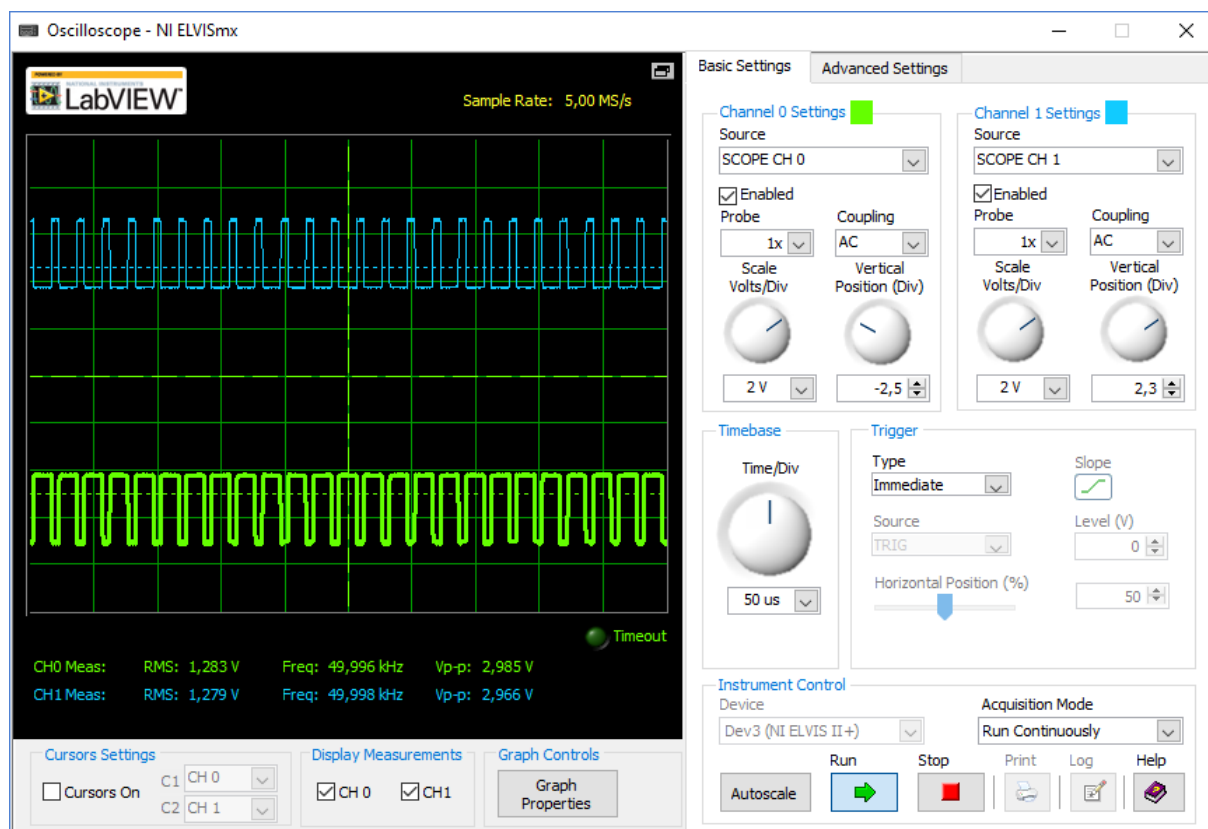 Oscilloscope - NI ELVISmx
POWERED BY
NATIONAL INSTRUMENTS
LabVIEW
Sample Rate: 5,00 MS/s
Timeout
CH0 Meas: RMS: 1,283 V Freq: 49,996 kHz Vp-p: 2,985 V
CH1 Meas: RMS: 1,279 V Freq: 49,998 kHz Vp-p: 2,966 V
Cursors Settings
Cursors On
C1 CH 0
C2 CH 1
Display Measurements
CH 0 CH1
Graph Controls
Graph
Properties
Basic Settings Advanced Settings
Channel 0 Settings
Source
SCOPE CH 0
Enabled
Probe Coupling
1x AC
Scale Vertical
Volts/Div Position (Div)
2 V -2,5
Channel 1 Settings
Source
SCOPE CH 1
Enabled
Probe Coupling
1x AC
Scale Vertical
Volts/Div Position (Div)
2 V 2,3
Timebase
Time/Div
50 us
Trigger
Type Slope
Immediate
Source Level (V)
TRIG 0
Horizontal Position (%)
50
Instrument Control
Device Acquisition Mode
Dev3 (NI ELVIS II+) Run Continuously
Run Stop Print Log Help
Autoscale